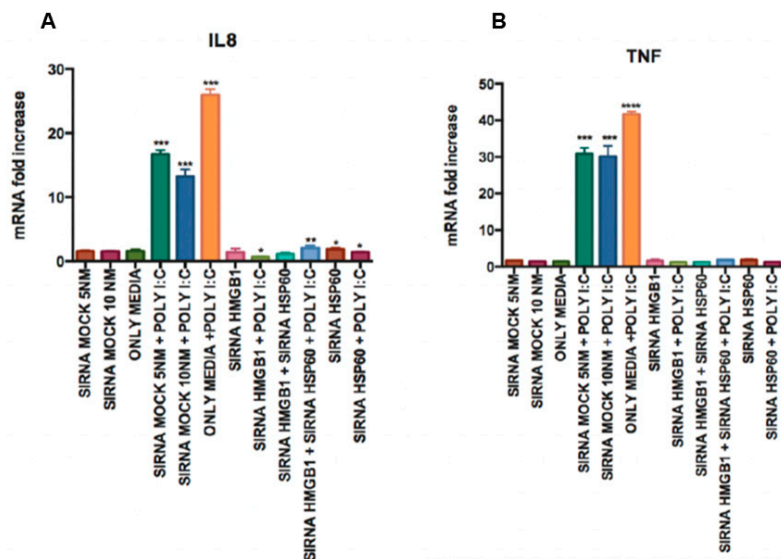 A
IL8
mRNA fold increase
30
20
10
0
***
***
***
*
**
*
*
SIRNA MOCK 5NM
SIRNA MOCK 10 NM
ONLY MEDIA
SIRNA MOCK 5NM + POLY I:C
SIRNA MOCK 10NM + POLY I:C
ONLY MEDIA +POLY I:C
SIRNA HMGB1
SIRNA HMGB1 + POLY I:C
SIRNA HMGB1 + SIRNA HSP60
SIRNA HMGB1 + SIRNA HSP60 + POLY I:C
SIRNA HSP60
SIRNA HSP60 + POLY I:C
B
TNF
mRNA fold increase
50
40
30
20
10
0
***
***
****
SIRNA MOCK 5NM
SIRNA MOCK 10 NM
ONLY MEDIA
SIRNA MOCK 5NM + POLY I:C
SIRNA MOCK 10NM + POLY I:C
ONLY MEDIA +POLY I:C
SIRNA HMGB1
SIRNA HMGB1 + POLY I:C
SIRNA HMGB1 + SIRNA HSP60
SIRNA HMGB1 + SIRNA HSP60 + POLY I:C
SIRNA HSP60
SIRNA HSP60 + POLY I:C